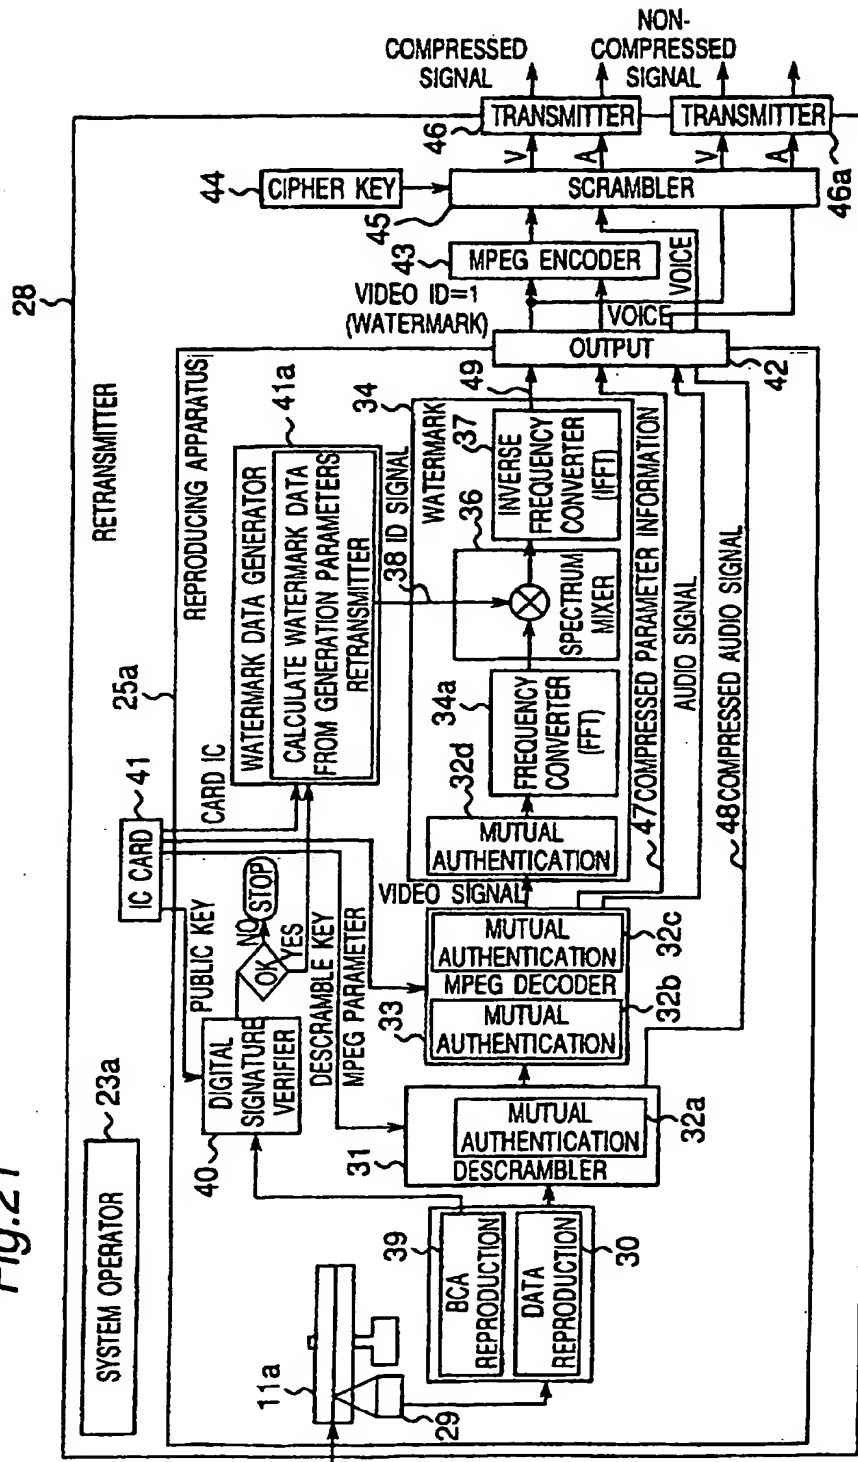 Fig.21
28
RETRANSMITTER
SYSTEM OPERATOR
23a
25a
REPRODUCING APPARATUS
11a
29
39
BCA
REPRODUCTION
DATA
REPRODUCTION
30
40
DIGITAL
SIGNATURE
VERIFIER
PUBLIC KEY
OK
NO
STOP
YES
DESCRAMBLE KEY
MPEG PARAMETER
IC CARD
41
CARD IC
31
MUTUAL
AUTHENTICATION
DESCRAMBLER
32a
33
MUTUAL
AUTHENTICATION
32b
MPEG DECODER
MUTUAL
AUTHENTICATION
32c
VIDEO SIGNAL
WATERMARK DATA GENERATOR
41a
CALCULATE WATERMARK DATA
FROM GENERATION PARAMETERS
RETRANSMITTER
38 ID SIGNAL
34
WATERMARK
MUTUAL
AUTHENTICATION
32d
34a
FREQUENCY
CONVERTER
(FFT)
36
SPECTRUM
MIXER
37
INVERSE
FREQUENCY
CONVERTER
(IFFT)
49
47 COMPRESSED PARAMETER INFORMATION
AUDIO SIGNAL
48 COMPRESSED AUDIO SIGNAL
OUTPUT
42
VIDEO ID=1
(WATERMARK)
VOICE
VOICE
43
MPEG ENCODER
44
CIPHER KEY
45
SCRAMBLER
V
A
V
A
46
TRANSMITTER
TRANSMITTER
46a
COMPRESSED
SIGNAL
NON-
COMPRESSED
SIGNAL